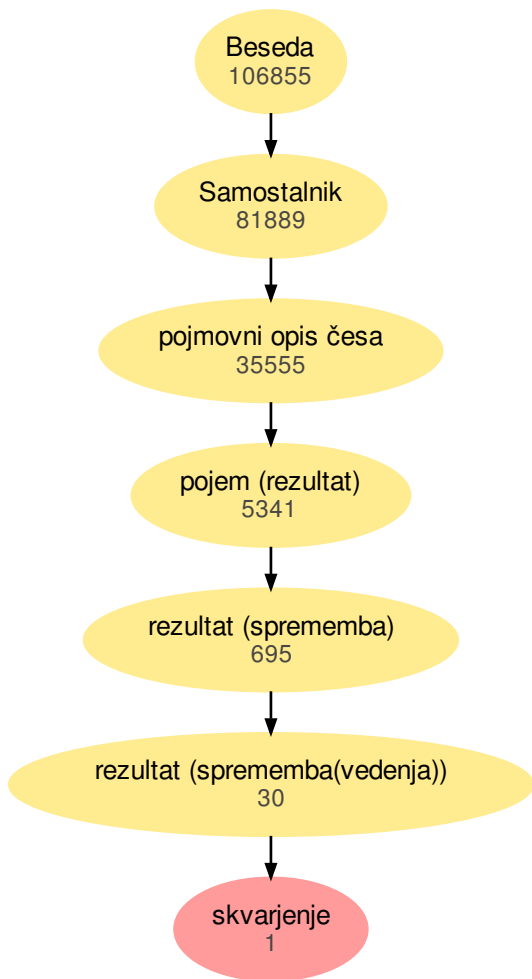 Beseda
106855
Samostalnik
81889
pojmovni opis česa
35555
pojem (rezultat)
5341
rezultat (sprememba)
695
rezultat (sprememba(vedenja))
30
skvarjenje
1